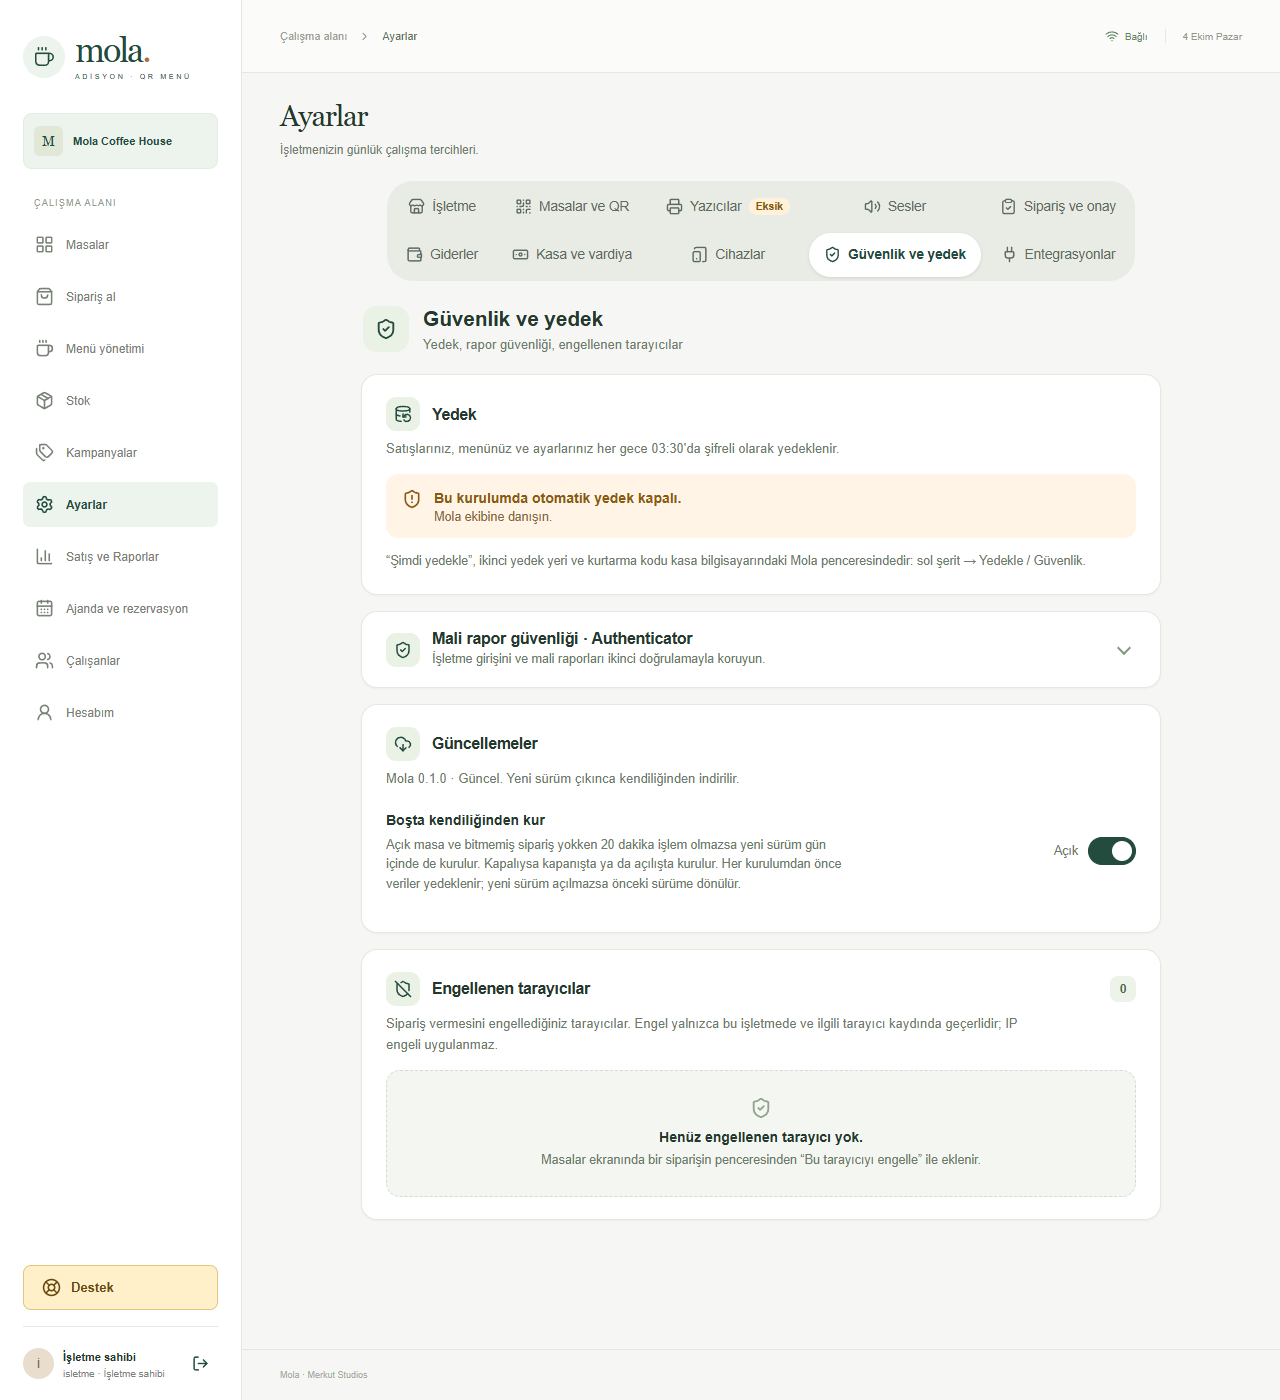 mola.
ADİSYON · QR MENÜ
M
Mola Coffee House
ÇALIŞMA ALANI
Masalar
Sipariş al
Menü yönetimi
Stok
Kampanyalar
Ayarlar
Satış ve Raporlar
Ajanda ve rezervasyon
Çalışanlar
Hesabım
Destek
İ
İşletme sahibi
isletme · İşletme sahibi
Çalışma alanı > Ayarlar
Bağlı
4 Ekim Pazar
Ayarlar
İşletmenizin günlük çalışma tercihleri.
İşletme
Masalar ve QR
Yazıcılar Eksik
Sesler
Sipariş ve onay
Giderler
Kasa ve vardiya
Cihazlar
Güvenlik ve yedek
Entegrasyonlar
Güvenlik ve yedek
Yedek, rapor güvenliği, engellenen tarayıcılar
Yedek
Satışlarınız, menünüz ve ayarlarınız her gece 03:30'da şifreli olarak yedeklenir.
Bu kurulumda otomatik yedek kapalı.
Mola ekibine danışın.
“Şimdi yedekle”, ikinci yedek yeri ve kurtarma kodu kasa bilgisayarındaki Mola penceresindedir: sol şerit → Yedekle / Güvenlik.
Mali rapor güvenliği · Authenticator
İşletme girişini ve mali raporları ikinci doğrulamayla koruyun.
Güncellemeler
Mola 0.1.0 · Güncel. Yeni sürüm çıkınca kendiliğinden indirilir.
Boşta kendiliğinden kur
Açık masa ve bitmemiş sipariş yokken 20 dakika işlem olmazsa yeni sürüm gün
içinde de kurulur. Kapalıysa kapanışta ya da açılışta kurulur. Her kurulumdan önce
veriler yedeklenir; yeni sürüm açılmazsa önceki sürüme dönülür.
Açık
Engellenen tarayıcılar
0
Sipariş vermesini engellediğiniz tarayıcılar. Engel yalnızca bu işletmede ve ilgili tarayıcı kaydında geçerlidir; IP
engeli uygulanmaz.
Henüz engellenen tarayıcı yok.
Masalar ekranında bir siparişin penceresinden “Bu tarayıcıyı engelle” ile eklenir.
Mola · Merkut Studios